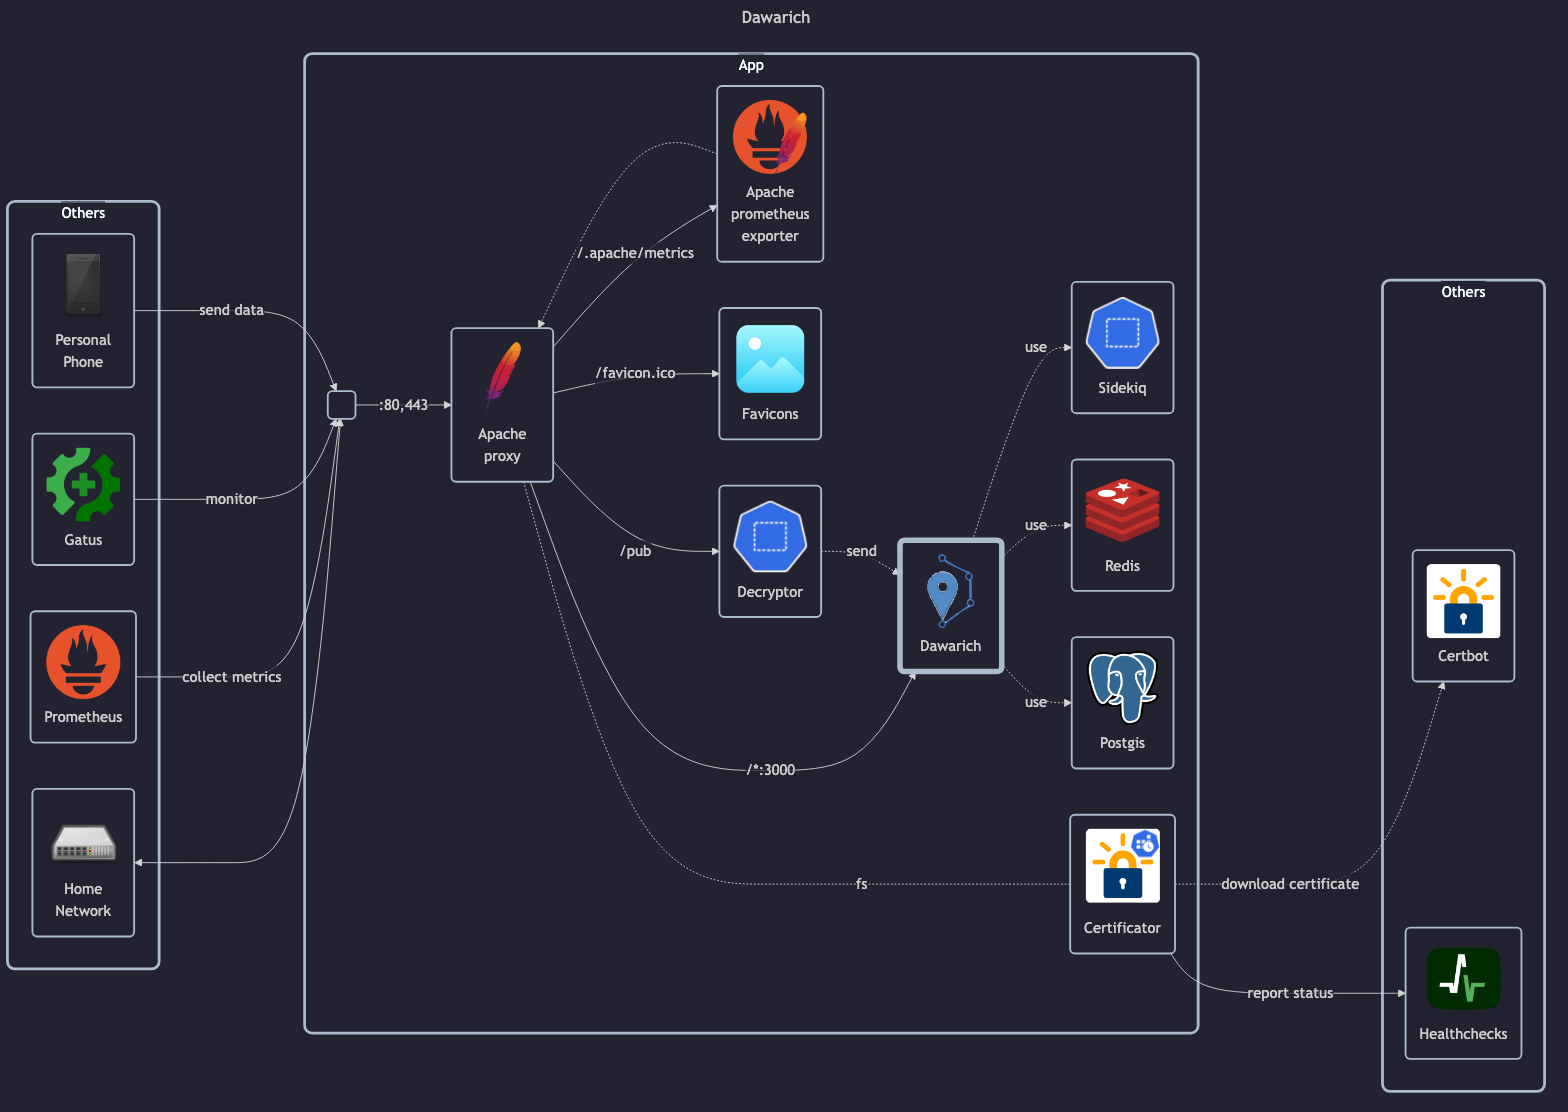 Dawarich
App
Apache
prometheus
exporter
Others
/.apache/metrics
Personal
Phone
send data
Others
Apache
proxy
:80,443
/favicon.ico
Favicons
use
Sidekiq
Gatus
monitor
/pub
Decryptor
send
Dawarich
use
Redis
Prometheus
collect metrics
use
Postgis
Certbot
/*:3000
Home
Network
fs
Certificator
download certificate
report status
Healthchecks